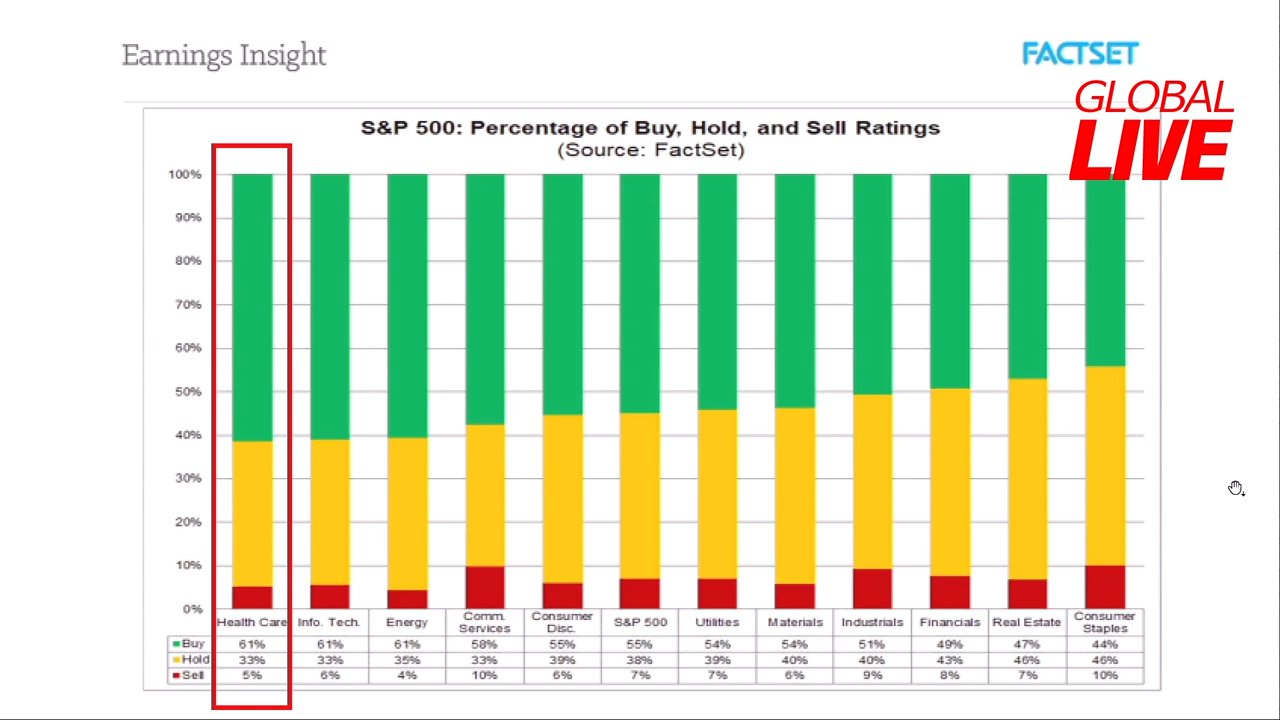 Earnings Insight
FACTSET
GLOBAL
LIVE
S&P 500: Percentage of Buy, Hold, and Sell Ratings
(Source: FactSet)
100%
90%
80%
70%
60%
50%
40%
30%
20%
10%
0%
Health Care Info. Tech. Energy Comm. Services Consumer Disc. S&P 500 Utilities Materials Industrials Financials Real Estate Consumer Staples
Buy 61% 61% 61% 58% 55% 55% 54% 54% 51% 49% 47% 44%
Hold 33% 33% 35% 33% 39% 38% 39% 40% 40% 43% 46% 46%
Sell 5% 6% 4% 10% 6% 7% 7% 6% 9% 8% 7% 10%